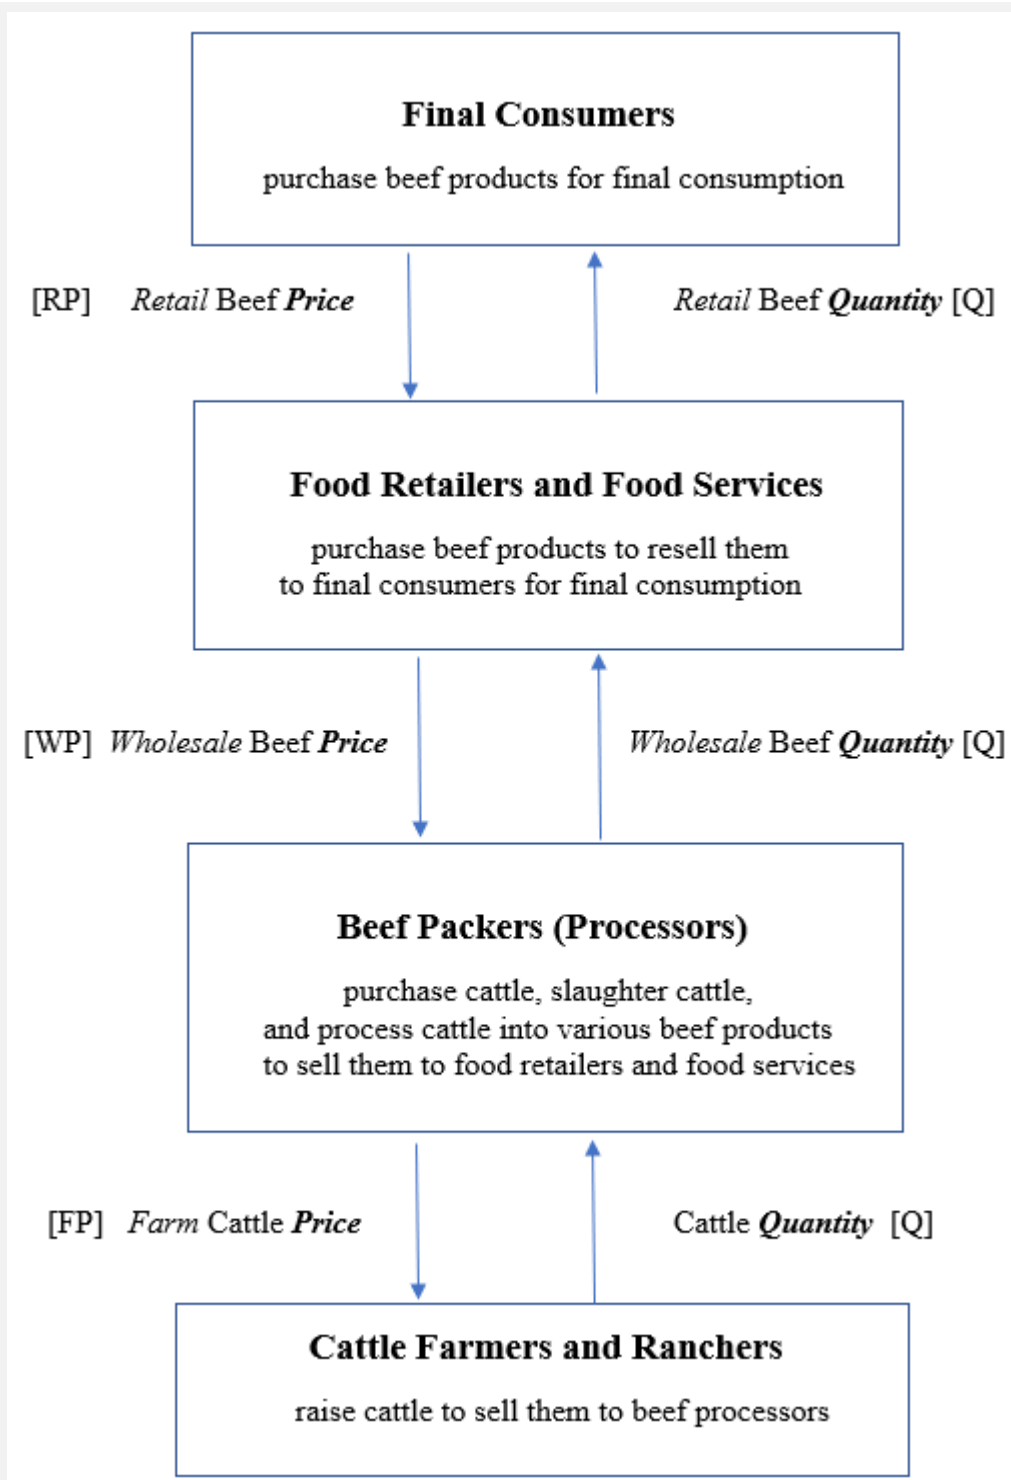 Final Consumers
purchase beef products for final consumption
[RP] Retail Beef Price
Retail Beef Quantity [Q]
Food Retailers and Food Services
purchase beef products to resell them
to final consumers for final consumption
[WP] Wholesale Beef Price
Wholesale Beef Quantity [Q]
Beef Packers (Processors)
purchase cattle, slaughter cattle,
and process cattle into various beef products
to sell them to food retailers and food services
[FP] Farm Cattle Price
Cattle Quantity [Q]
Cattle Farmers and Ranchers
raise cattle to sell them to beef processors